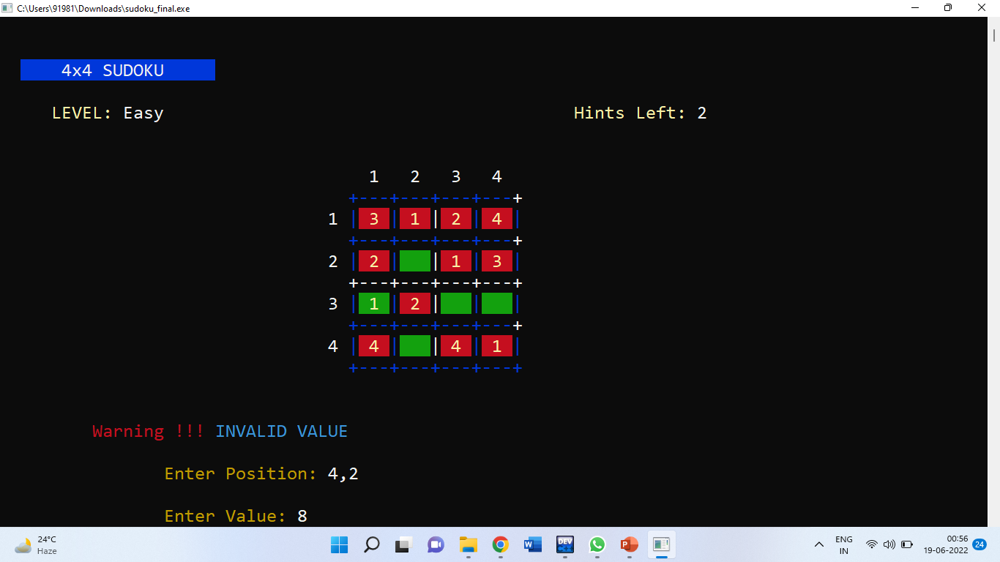 C:\Users\91981\Downloads\sudoku_final.exe
4x4 SUDOKU
LEVEL: Easy Hints Left: 2
1 2 3 4
+---+---+---+---+
1 | 3 | 1 | 2 | 4 |
+---+---+---+---+
2 | 2 |   | 1 | 3 |
+---+---+---+---+
3 | 1 | 2 |   |   |
+---+---+---+---+
4 | 4 |   | 4 | 1 |
+---+---+---+---+
Warning !!! INVALID VALUE
Enter Position: 4,2
Enter Value: 8
24°C
Haze
DEV
C++
W
P
ENG
IN
00:56
19-06-2022
24